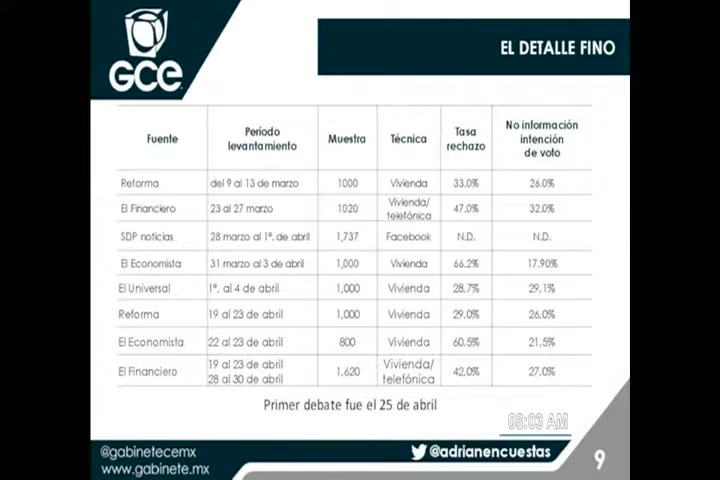 GCE
EL DETALLE FINO
Fuente
Período
levantamiento
Muestra
Técnica
Tasa
rechazo
No información
intención
de voto
Reforma del 9 al 13 de marzo 1000 Vivienda 33.0% 26.0%
El Financiero 23 al 27 marzo 1020 Vivienda/
telefónica 47.0% 32.0%
SDP noticias 28 marzo al 1ª. de abril 1,737 Facebook N.D. N.D.
El Economista 31 marzo al 3 de abril 1,000 Vivienda 66.2% 17.90%
El Universal 1ª. al 4 de abril 1,000 Vivienda 28.7% 29.1%
Reforma 19 al 23 de abril 1,000 Vivienda 29.0% 26.0%
El Economista 22 al 23 de abril 800 Vivienda 60.5% 21.5%
El Financiero 19 al 23 de abril
28 al 30 de abril 1,620 Vivienda/
telefónica 42.0% 27.0%
Primer debate fue el 25 de abril
08:03 AM
@gabinetecemx
www.gabinete.mx
@adrianencuestas
9